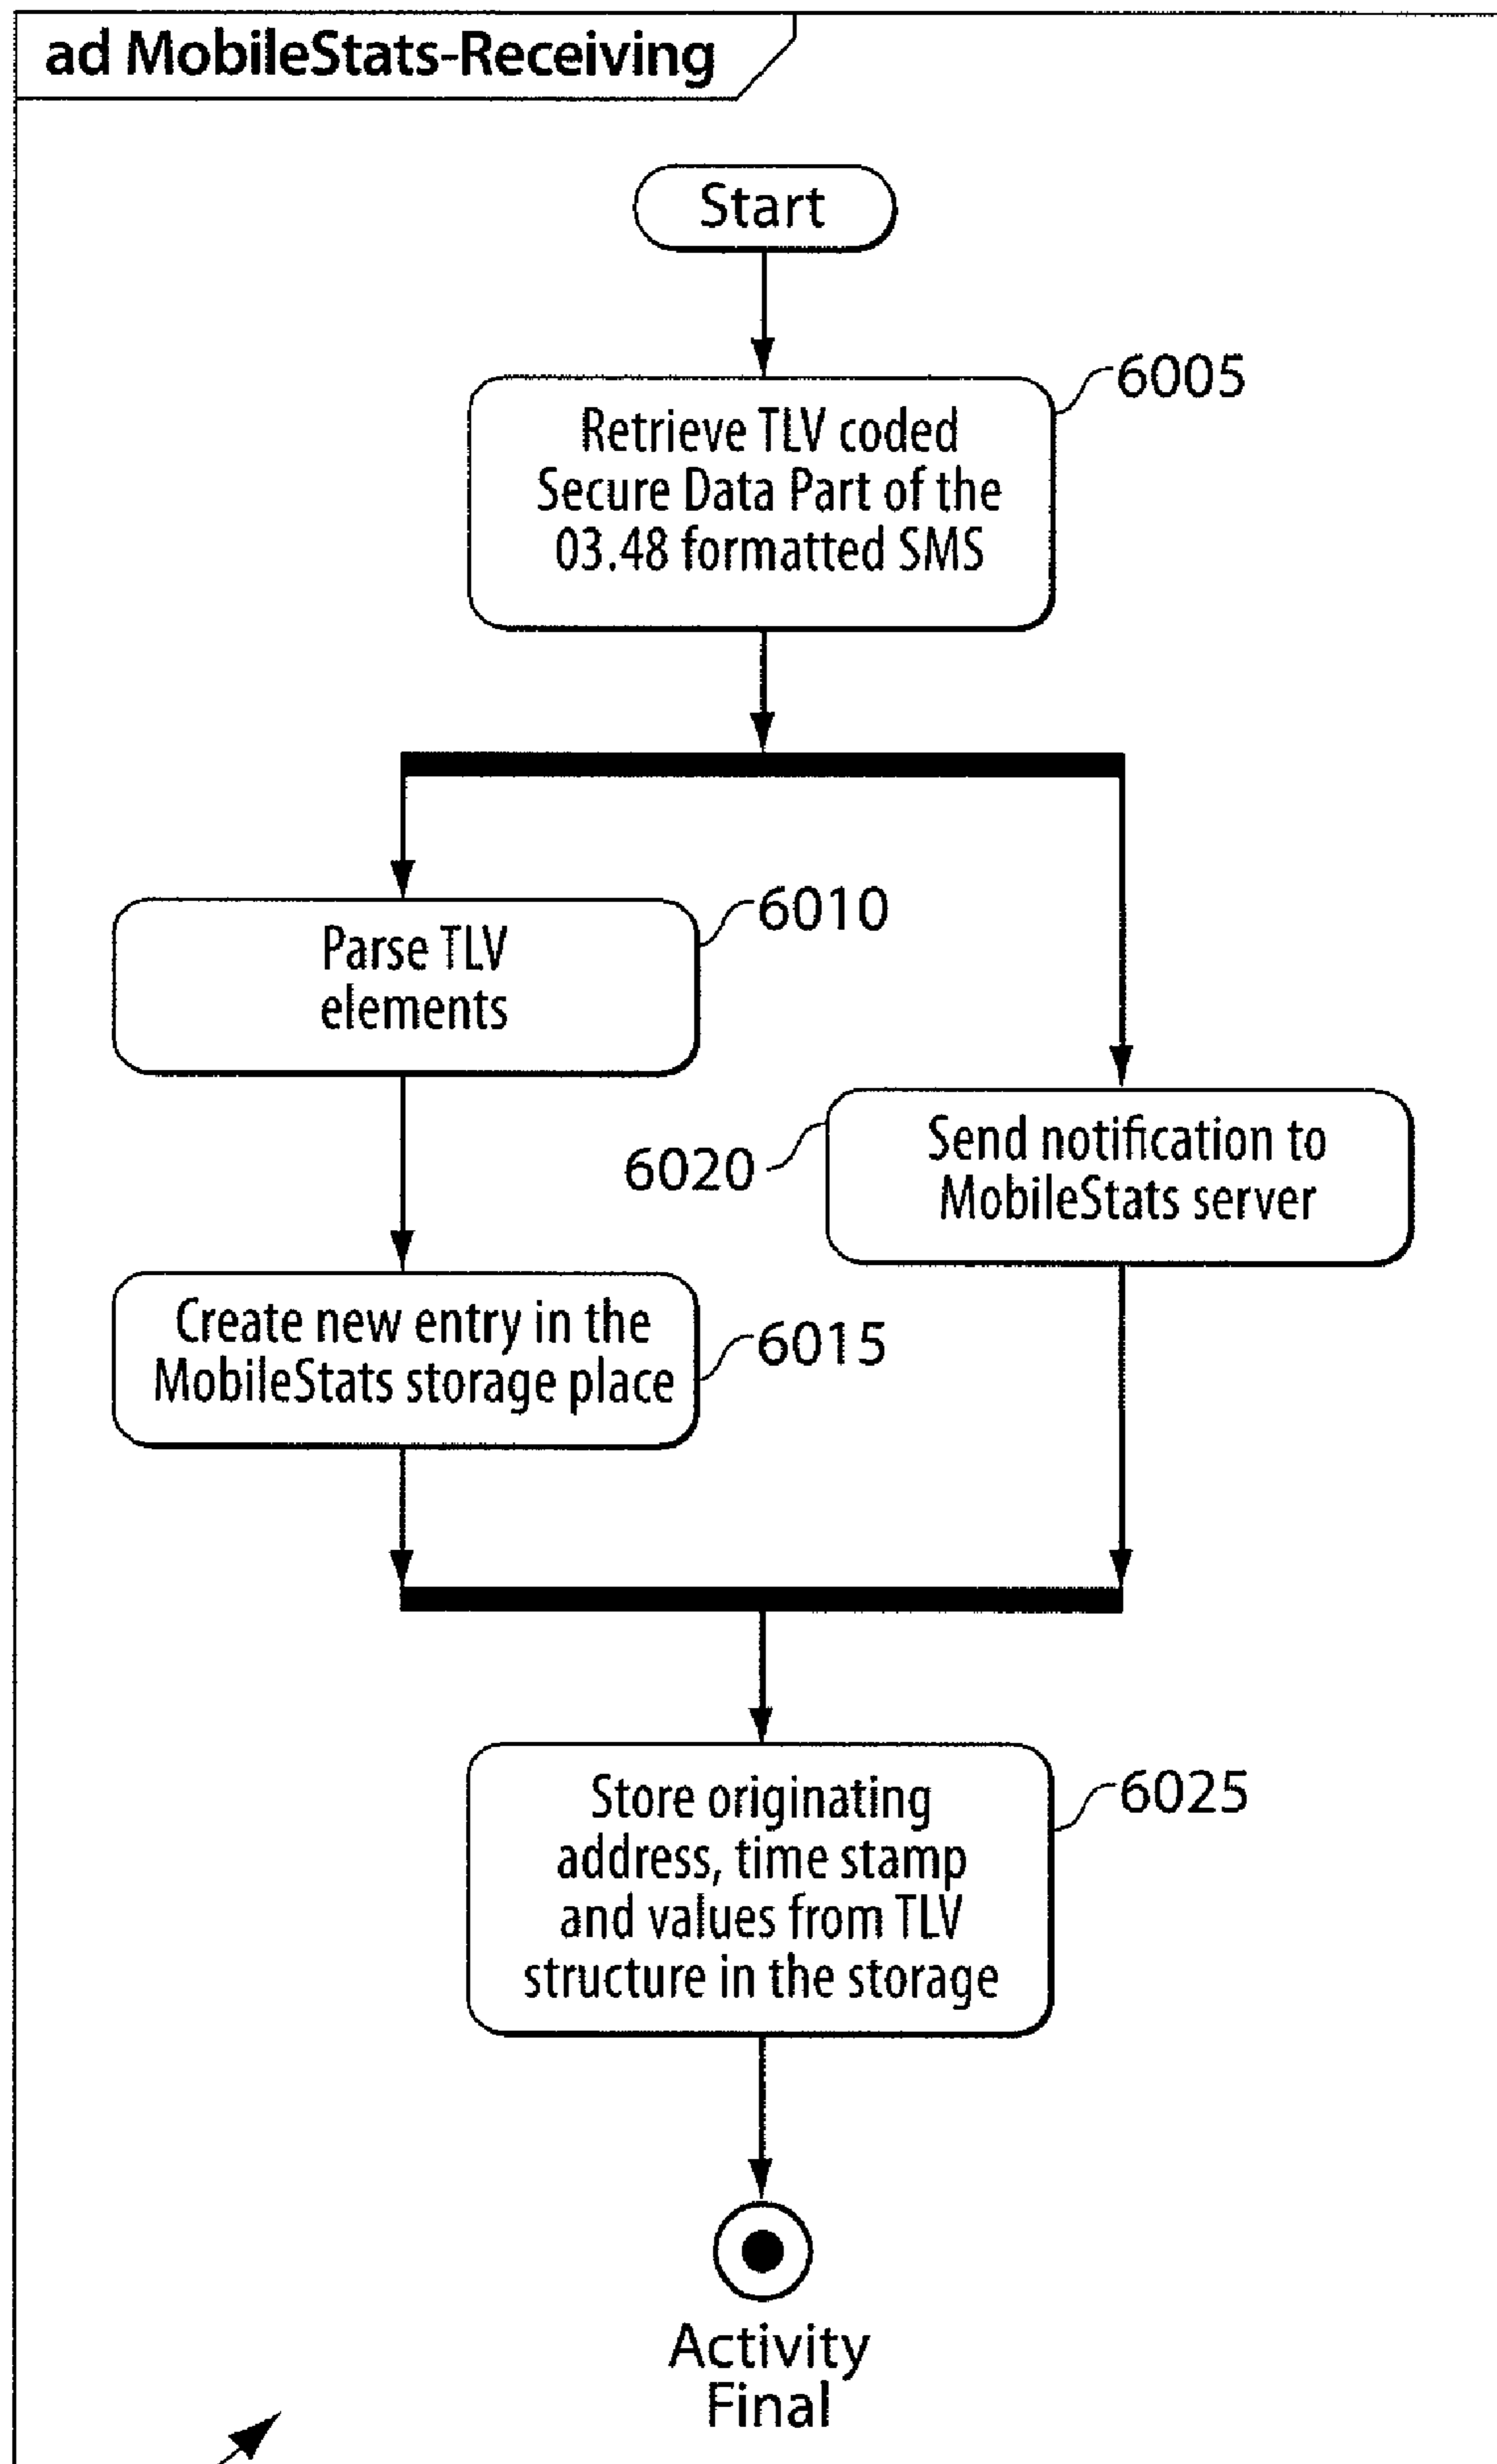 ad MobileStats-Receiving
Start
6005
Retrieve TLV coded
Secure Data Part of the
03.48 formatted SMS
6010
Parse TLV
elements
6020
Send notification to
MobileStats server
Create new entry in the
MobileStats storage place
6015
6025
Store originating
address, time stamp
and values from TLV
structure in the storage
Activity
Final